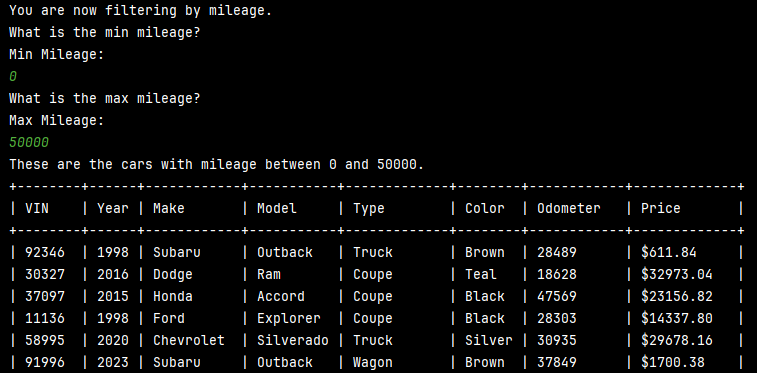 You are now filtering by mileage.
What is the min mileage?
Min Mileage:
0
What is the max mileage?
Max Mileage:
50000
These are the cars with mileage between 0 and 50000.
+--------+------+------------+-----------+-------------+--------+------------+-------------+
| VIN    | Year | Make       | Model     | Type        | Color  | Odometer   | Price       |
+--------+------+------------+-----------+-------------+--------+------------+-------------+
| 92346  | 1998 | Subaru     | Outback   | Truck       | Brown  | 28489      | $611.84     |
| 30327  | 2016 | Dodge      | Ram       | Coupe       | Teal   | 18628      | $32973.04   |
| 37097  | 2015 | Honda      | Accord    | Coupe       | Black  | 47569      | $23156.82   |
| 11136  | 1998 | Ford       | Explorer  | Coupe       | Black  | 28303      | $14337.80   |
| 58995  | 2020 | Chevrolet  | Silverado | Truck       | Silver | 30935      | $29678.16   |
| 91996  | 2023 | Subaru     | Outback   | Wagon       | Brown  | 37849      | $1700.38    |